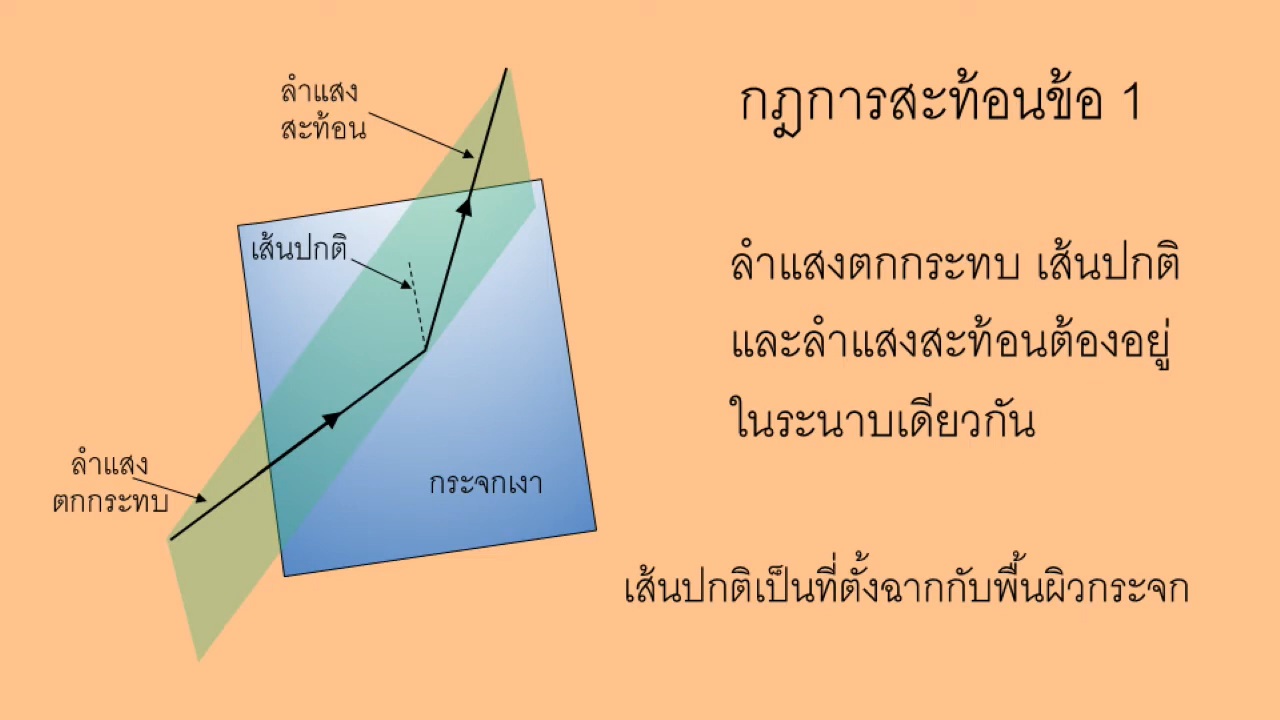 ลำแสง
สะท้อน
เส้นปกติ
ลำแสง
ตกกระทบ
กระจกเงา
กฎการสะท้อนข้อ 1
ลำแสงตกกระทบ เส้นปกติ
และลำแสงสะท้อนต้องอยู่
ในระนาบเดียวกัน
เส้นปกติเป็นที่ตั้งฉากกับพื้นผิวกระจก